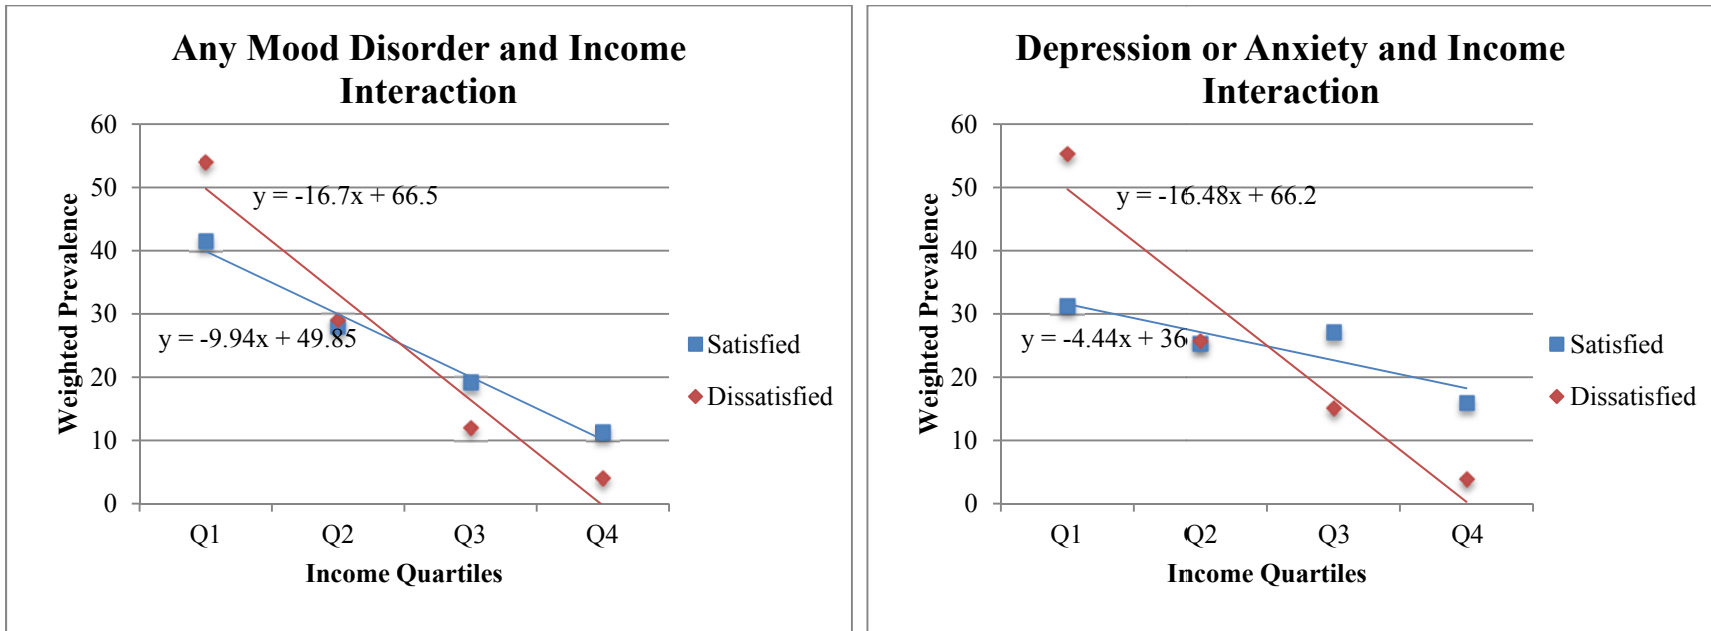 Any Mood Disorder and Income
Interaction
60
50
40
30
20
10
0
Weighted Prevalence
y = -16.7x + 66.5
y = -9.94x + 49.85
Q1 Q2 Q3 Q4
Income Quartiles
Satisfied
Dissatisfied
Depression or Anxiety and Income
Interaction
60
50
40
30
20
10
0
Weighted Prevalence
y = -16.48x + 66.2
y = -4.44x + 36
Q1 Q2 Q3 Q4
Income Quartiles
Satisfied
Dissatisfied